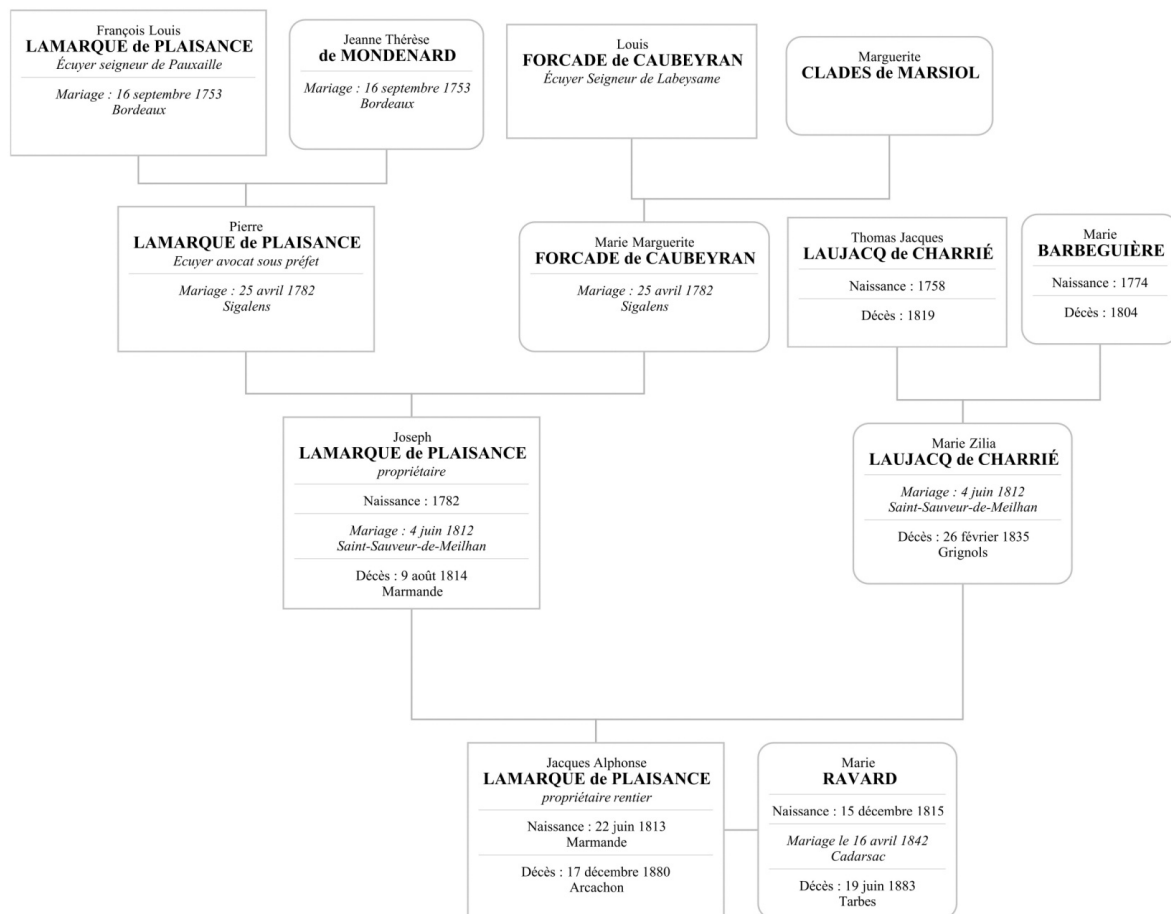 François Louis
LAMARQUE de PLAISANCE
Écuyer seigneur de Pauxaille
Mariage : 16 septembre 1753
Bordeaux
Jeanne Thérèse
de MONDENARD
Mariage : 16 septembre 1753
Bordeaux
Louis
FORCADE de CAUBEYRAN
Écuyer Seigneur de Labeysame
Marguerite
CLADES de MARSIOL
Pierre
LAMARQUE de PLAISANCE
Ecuyer avocat sous préfet
Mariage : 25 avril 1782
Sigalens
Marie Marguerite
FORCADE de CAUBEYRAN
Mariage : 25 avril 1782
Sigalens
Thomas Jacques
LAUJACQ de CHARRIÉ
Naissance : 1758
Décès : 1819
Marie
BARBEGUIÈRE
Naissance : 1774
Décès : 1804
Joseph
LAMARQUE de PLAISANCE
propriétaire
Naissance : 1782
Mariage : 4 juin 1812
Saint-Sauveur-de-Meilhan
Décès : 9 août 1814
Marmande
Marie Zilia
LAUJACQ de CHARRIÉ
Mariage : 4 juin 1812
Saint-Sauveur-de-Meilhan
Décès : 26 février 1835
Grignols
Jacques Alphonse
LAMARQUE de PLAISANCE
propriétaire rentier
Naissance : 22 juin 1813
Marmande
Décès : 17 décembre 1880
Arcachon
Marie
RAVARD
Naissance : 15 décembre 1815
Mariage le 16 avril 1842
Cadarsac
Décès : 19 juin 1883
Tarbes